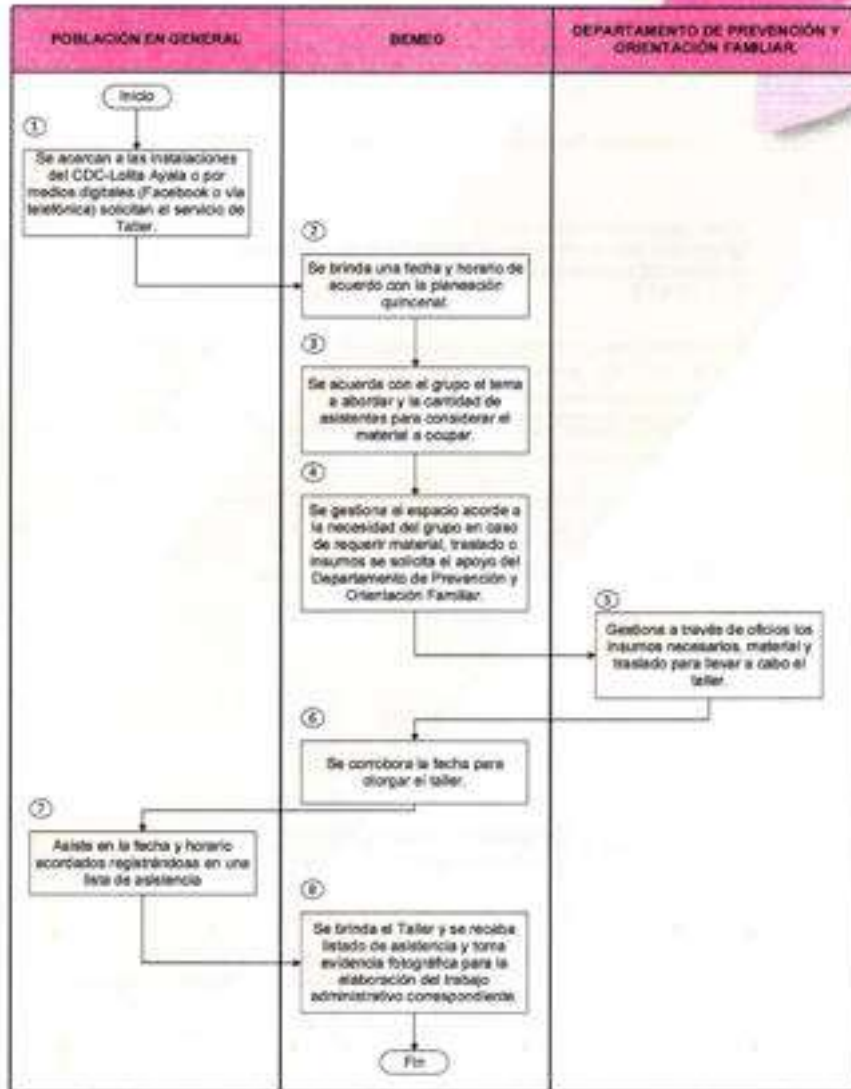 POBLACIÓN EN GENERAL
BEMEG
DEPARTAMENTO DE PREVENCIÓN Y
ORIENTACIÓN FAMILIAR.
Inicio
1
Se acercan a las instalaciones
del CDC-Lolita Ayala o por
medios digitales (Facebook o vía
telefónica) solicitan el servicio de
Taller.
2
Se brinda una fecha y horario de
acuerdo con la planeación
quincenal.
3
Se acuerda con el grupo el tema
a abordar y la cantidad de
asistentes para considerar el
material a ocupar.
4
Se gestiona el espacio acorde a
la necesidad del grupo en caso
de requerir material, traslado o
insumos se solicita el apoyo del
Departamento de Prevención y
Orientación Familiar.
5
Gestiona a través de oficios los
insumos necesarios, material y
traslado para llevar a cabo el
taller.
6
Se corrobora la fecha para
otorgar el taller.
7
Asiste en la fecha y horario
acordados registrándose en una
lista de asistencia
8
Se brinda el Taller y se recaba
listado de asistencia y toma
evidencia fotográfica para la
elaboración del trabajo
administrativo correspondiente.
Fin